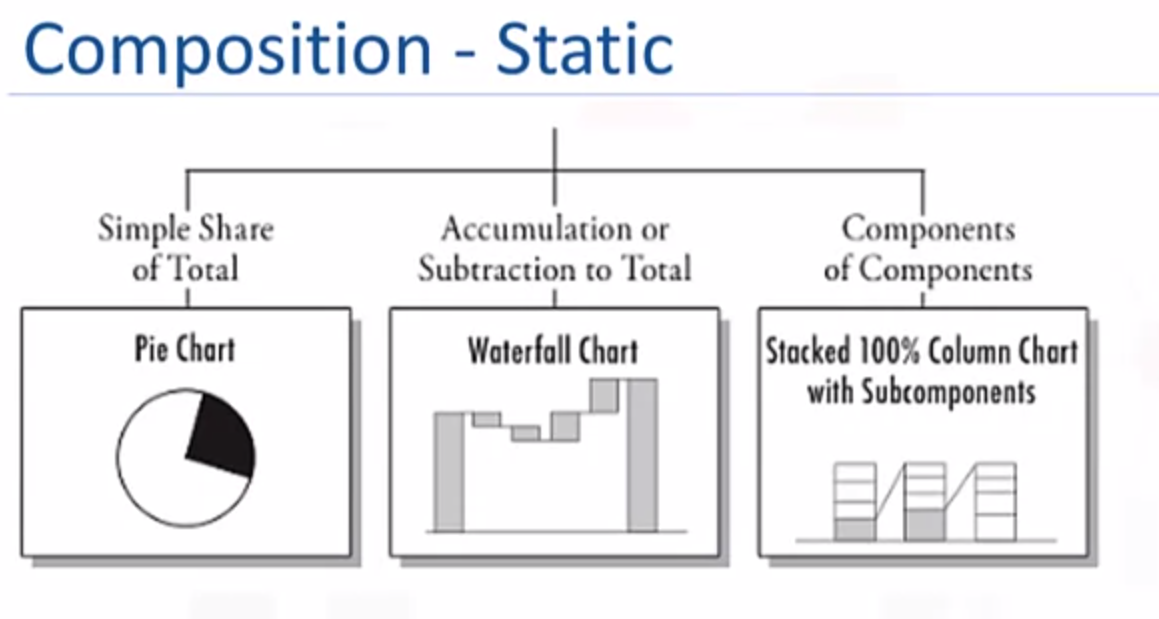 Composition - Static
Simple Share
of Total
Pie Chart
Accumulation or
Subtraction to Total
Waterfall Chart
Components
of Components
Stacked 100% Column Chart
with Subcomponents